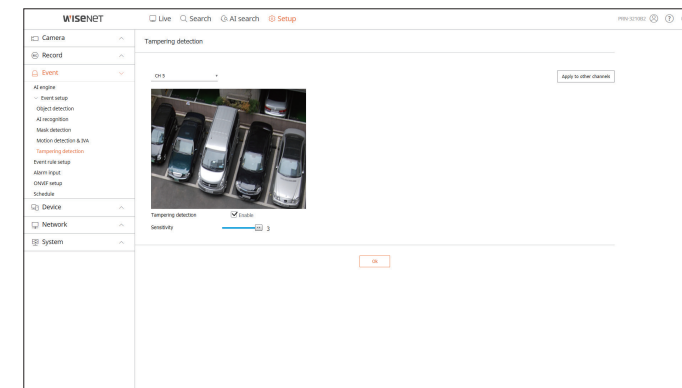 WISENET
Live Search AI search Setup
Camera
Record
Event
AI engine
Event setup
Object detection
AI recognition
Mask detection
Motion detection & IVA
Tampering detection
Event rule setup
Alarm input
ONVIF setup
Schedule
Device
Network
System
Tampering detection
CH 3
Apply to other channels
Tampering detection Enable
Sensitivity 3
Ok